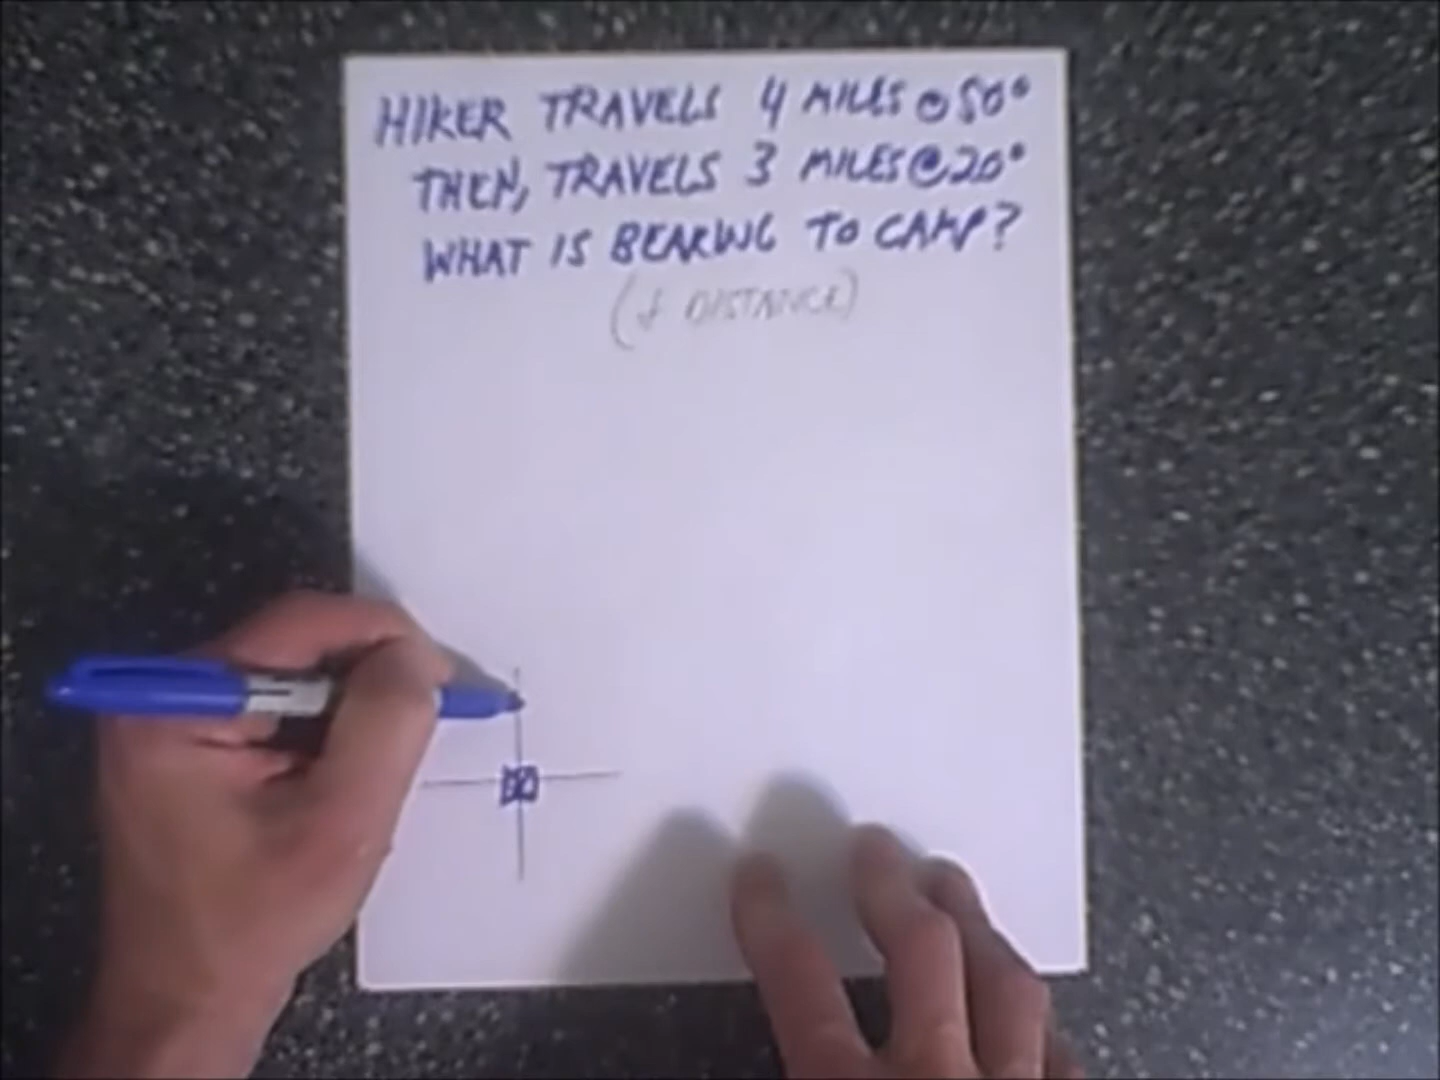 HIKER TRAVELS 4 MILES @ 50°
THEN, TRAVELS 3 MILES @ 20°
WHAT IS BEARING TO CAMP?
(+ DISTANCE)